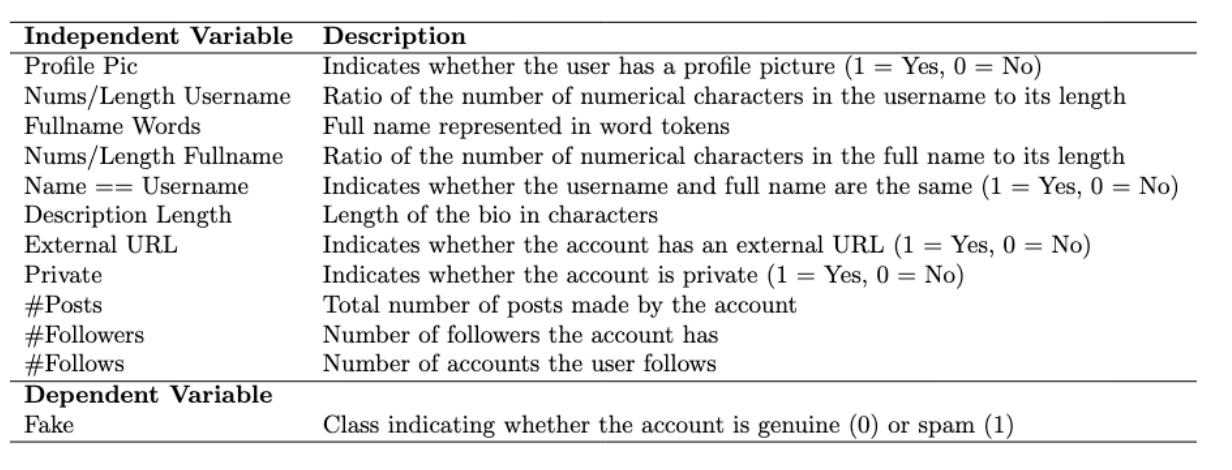 Independent Variable Description
Profile Pic Indicates whether the user has a profile picture (1 = Yes, 0 = No)
Nums/Length Username Ratio of the number of numerical characters in the username to its length
Fullname Words Full name represented in word tokens
Nums/Length Fullname Ratio of the number of numerical characters in the full name to its length
Name == Username Indicates whether the username and full name are the same (1 = Yes, 0 = No)
Description Length Length of the bio in characters
External URL Indicates whether the account has an external URL (1 = Yes, 0 = No)
Private Indicates whether the account is private (1 = Yes, 0 = No)
#Posts Total number of posts made by the account
#Followers Number of followers the account has
#Follows Number of accounts the user follows
Dependent Variable
Fake Class indicating whether the account is genuine (0) or spam (1)